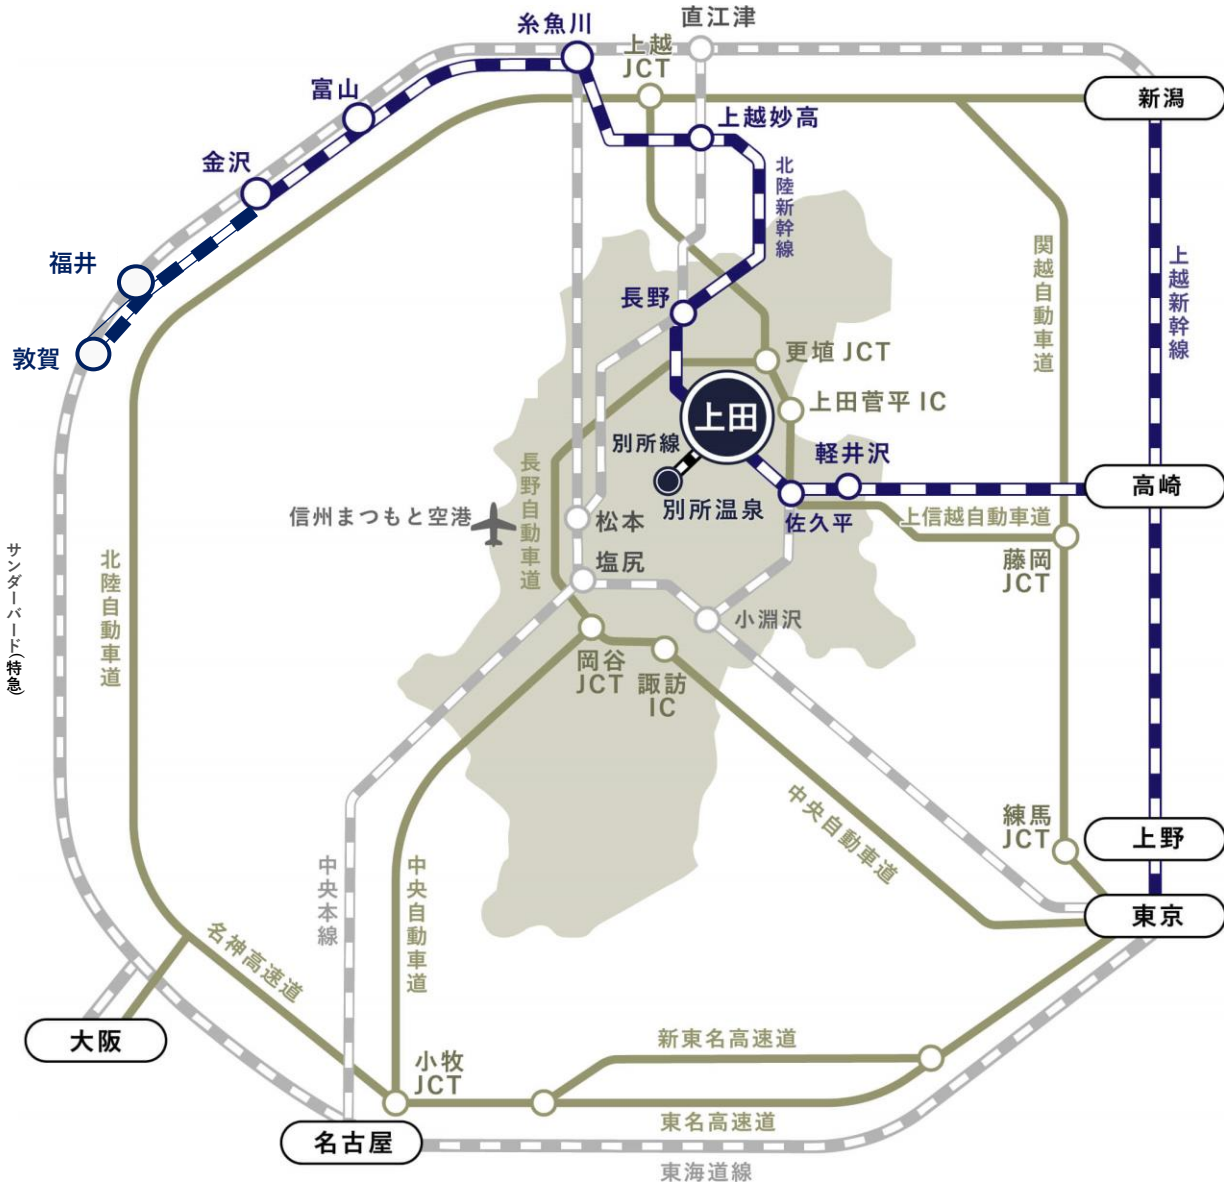 糸魚川
直江津
上越
JCT
富山
新潟
上越妙高
金沢
北陸新幹線
福井
関越自動車道
上越新幹線
長野
敦賀
更埴 JCT
上田菅平 IC
上田
別所線
軽井沢
長野自動車道
高崎
別所温泉
佐久平
信州まつもと空港
松本
上信越自動車道
塩尻
藤岡
JCT
サンダーバード(特急)
北陸自動車道
小淵沢
岡谷
JCT
諏訪
IC
中央自動車道
練馬
JCT
上野
中央本線
中央自動車道
東京
名神高速道
大阪
新東名高速道
小牧
JCT
東名高速道
名古屋
東海道線